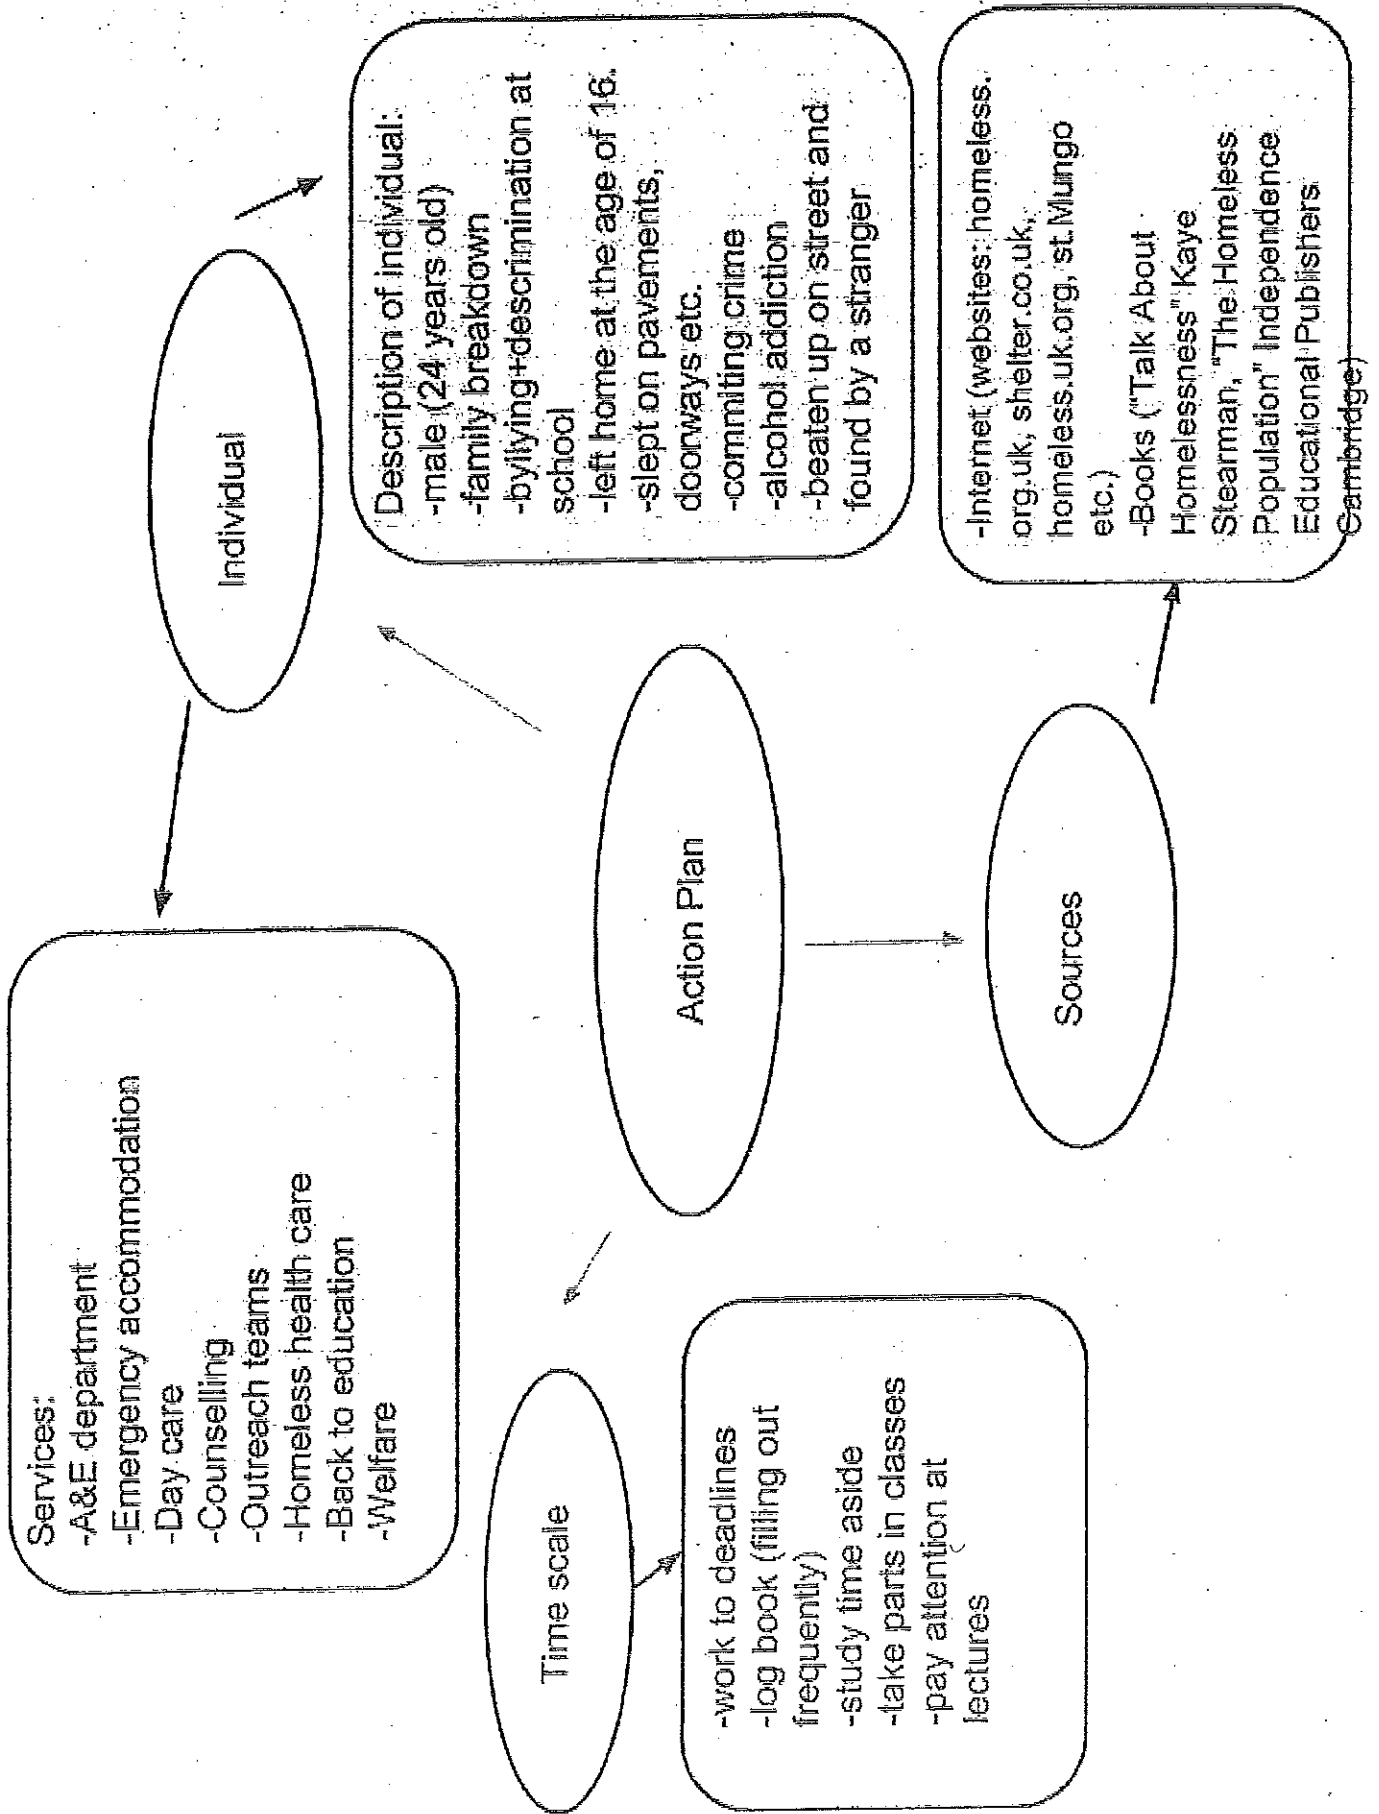 Services:
-A&E department
-Emergency accommodation
-Day care
-Counselling
-Outreach teams
-Homeless health care
-Back to education
-Welfare
Individual
Description of individual:
-male (24 years old)
-family breakdown
-byllying+descrimination at
school
-left home at the age of 16.
-slept on pavements,
doorways etc.
-commiting crime
-alcohol addiction
-beaten up on street and
found by a stranger
Time scale
-work to deadlines
-log book (filling out
frequently)
-study time aside
-take parts in classes
-pay attention at
lectures
Action Plan
Sources
-Internet (websites: homeless.
org.uk, shelter.co.uk,
homeless.uk.org, st.Mungo
etc.)
-Books ("Talk About
Homelessness" Kaye
Stearman, "The Homeless
Population" Independence
Educational Publishers
Cambridge)